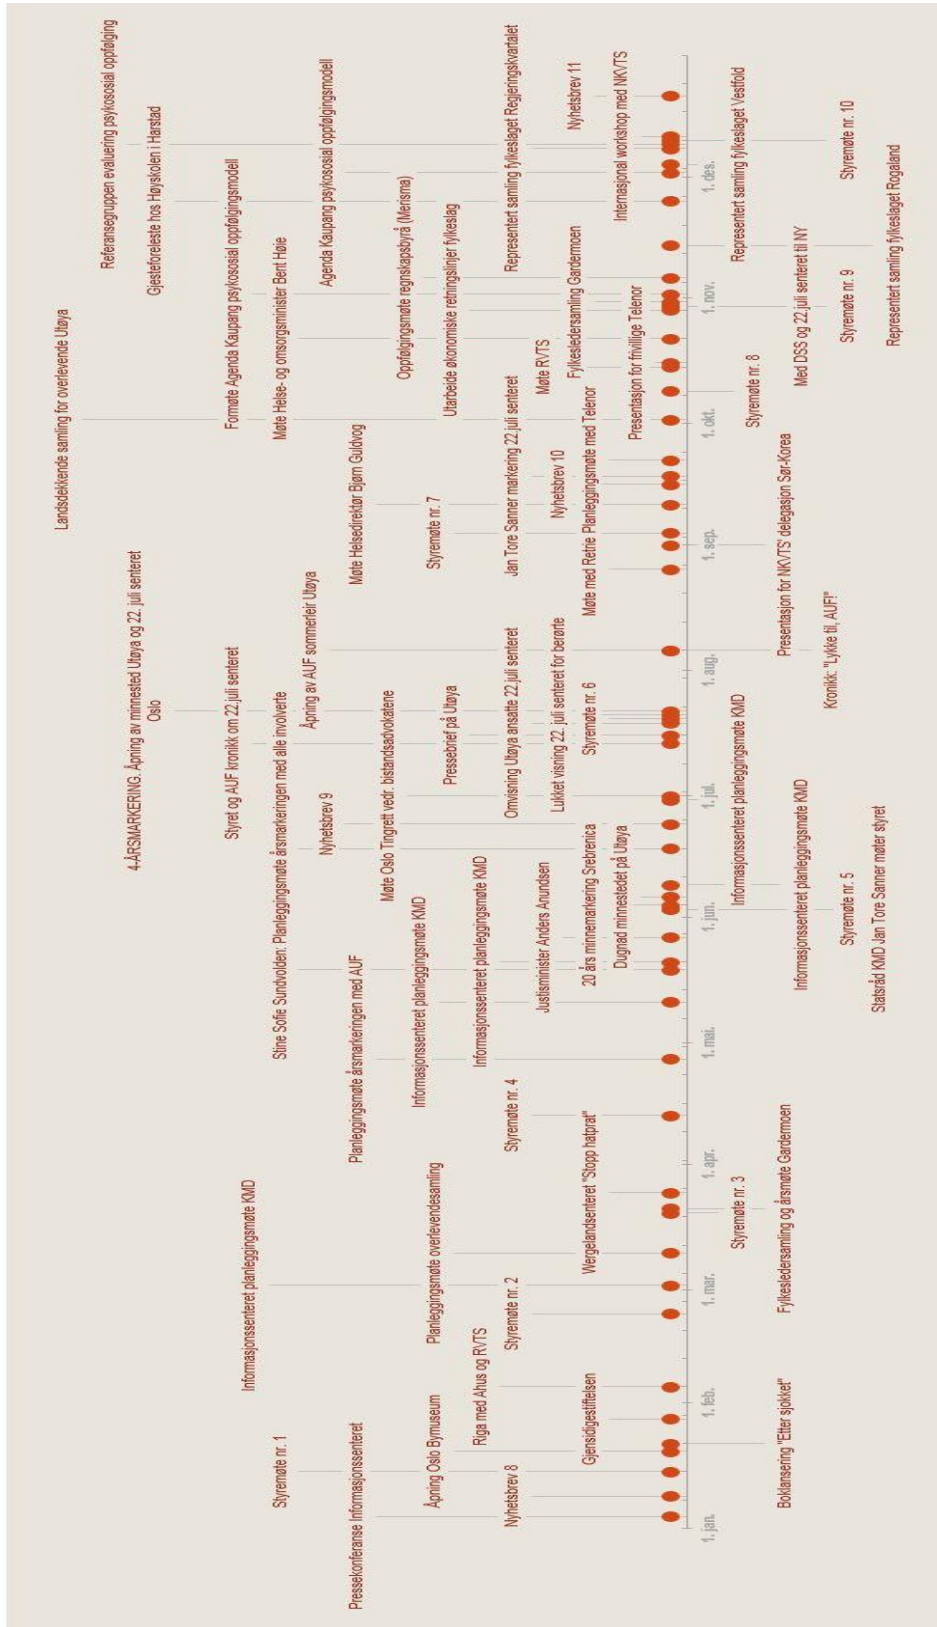 Landsdekkende samling for overlevende Utøya
Referansegruppen evaluering psykososial oppfølging
4-ÅRSMARKERING. Åpning av minnested Utøya og 22. juli senteret
Oslo
Gjesteforeleste hos Høyskolen i Harstad
Styret og AUF kronikk om 22.juli senteret
Formøte Agenda Kaupang psykososial oppfølgingsmodell
Informasjonssenteret planleggingsmøte KMD
Styremøte nr. 1
Stine Sofie Sundvolden: Planleggingsmøte årsmarkeringen med alle involverte
Møte Helse- og omsorgsminister Bent Høie
Åpning av AUF sommerleir Utøya
Nyhetsbrev 9
Agenda Kaupang psykososial oppfølgingsmodell
Pressekonferanse Informasjonssenteret
Planleggingsmøte årsmarkeringen med AUF
Møte Helsedirektør Bjørn Guldvog
Møte Oslo Tingrett vedr. bistandsadvokatene
Oppfølgingsmøte regnskapsbyrå (Merisma)
Informasjonssenteret planleggingsmøte KMD
Åpning Oslo Bymuseum
Planleggingsmøte overlevendesamling
Styremøte nr. 7
Pressebrief på Utøya
Utarbeide økonomiske retningslinjer fylkeslag
Riga med Ahus og RVTS
Informasjonssenteret planleggingsmøte KMD
Nyhetsbrev 8
Styremøte nr. 2
Styremøte nr. 4
Omvisning Utøya ansatte 22.juli senteret
Jan Tore Sanner markering 22.juli senteret
Representert samling fylkeslaget Regjeringskvartalet
Justisminister Anders Anundsen
Møte RVTS
Lukket visning 22. juli senteret for berørte
Nyhetsbrev 10
Fylkesledersamling Gardermoen
Nyhetsbrev 11
Gjensidigestiftelsen
Wergelandsenteret "Stopp hatprat"
20 års minnemarkering Srebrenica
Styremøte nr. 6
Møte med Retrie Planleggingsmøte med Telenor
Dugnad minnestedet på Utøya
Presentasjon for frivillige Telenor
Internasjonal workshop med NKVTS
1. jan.
1. feb.
1. mar.
1. apr.
1. mai.
1. jun.
1. jul.
1. aug.
1. sep.
1. okt.
1. nov.
1. des.
Styremøte nr. 3
Informasjonssenteret planleggingsmøte KMD
Styremøte nr. 8
Representert samling fylkeslaget Vestfold
Boklansering "Etter sjokket"
Fylkesledersamling og årsmøte Gardermoen
Informasjonssenteret planleggingsmøte KMD
Presentasjon for NKVTS' delegasjon Sør-Korea
Med DSS og 22.juli senteret til NY
Kronikk: "Lykke til, AUF!"
Styremøte nr. 5
Styremøte nr. 9
Styremøte nr. 10
Statsråd KMD Jan Tore Sanner møter styret
Representert samling fylkeslaget Rogaland